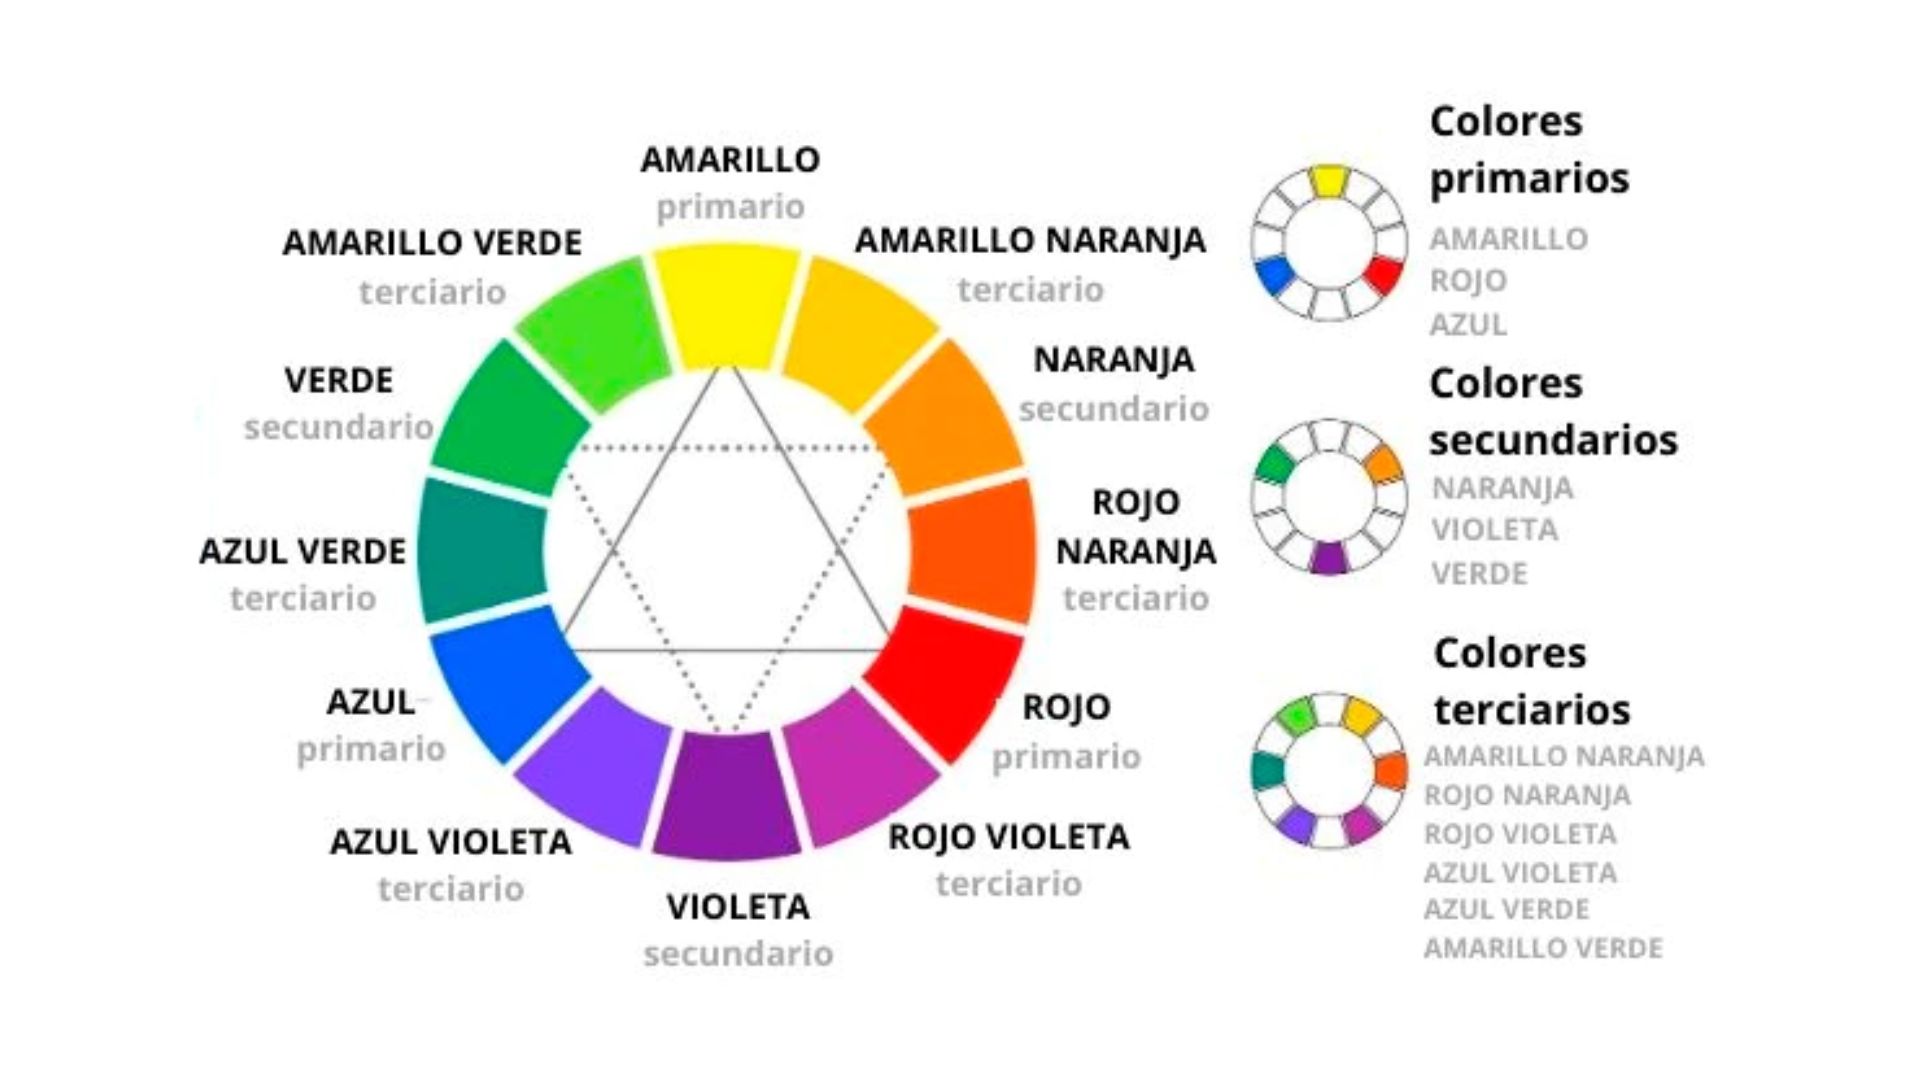 AMARILLO
primario
AMARILLO VERDE
terciario
AMARILLO NARANJA
terciario
VERDE
secundario
NARANJA
secundario
AZUL VERDE
terciario
ROJO
NARANJA
terciario
AZUL
primario
ROJO
primario
AZUL VIOLETA
terciario
ROJO VIOLETA
terciario
VIOLETA
secundario
Colores
primarios
AMARILLO
ROJO
AZUL
Colores
secundarios
NARANJA
VIOLETA
VERDE
Colores
terciarios
AMARILLO NARANJA
ROJO NARANJA
ROJO VIOLETA
AZUL VIOLETA
AZUL VERDE
AMARILLO VERDE